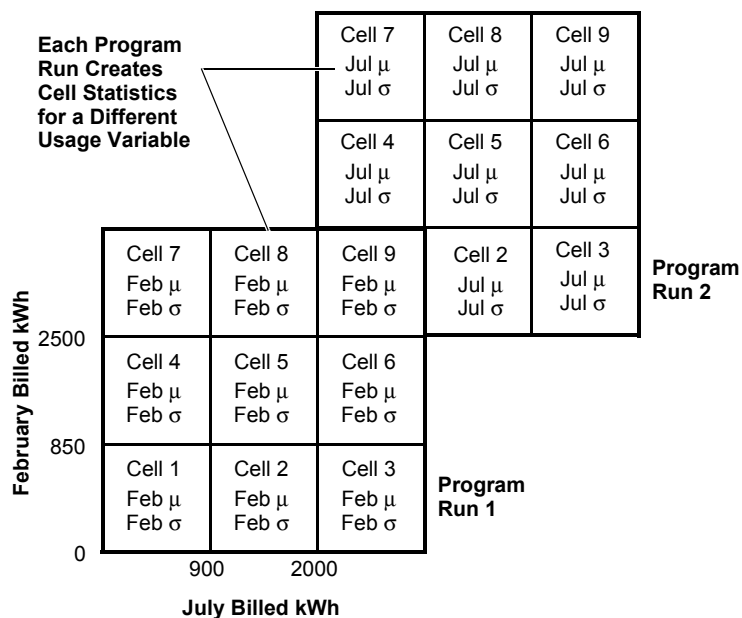 Each Program
Run Creates
Cell Statistics
for a Different
Usage Variable
Cell 7 Cell 8 Cell 9
Jul μ Jul μ Jul μ
Jul σ Jul σ Jul σ
Cell 4 Cell 5 Cell 6
Jul μ Jul μ Jul μ
Jul σ Jul σ Jul σ
Cell 2 Cell 3
Jul μ Jul μ
Jul σ Jul σ
Program
Run 2
February Billed kWh
Cell 7 Cell 8 Cell 9
Feb μ Feb μ Feb μ
Feb σ Feb σ Feb σ
2500
Cell 4 Cell 5 Cell 6
Feb μ Feb μ Feb μ
Feb σ Feb σ Feb σ
850
Cell 1 Cell 2 Cell 3
Feb μ Feb μ Feb μ
Feb σ Feb σ Feb σ
Program
Run 1
0
900 2000
July Billed kWh